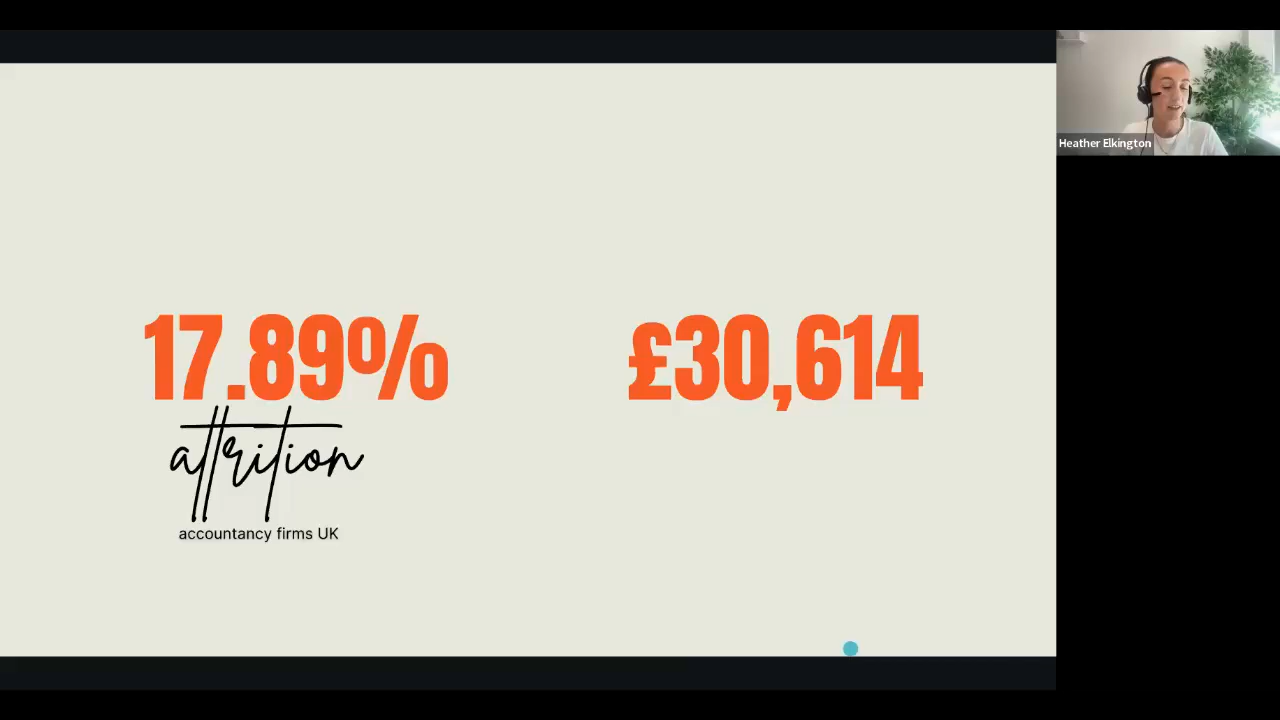 Heather Elkington
17.89%
£30,614
attrition
accountancy firms UK